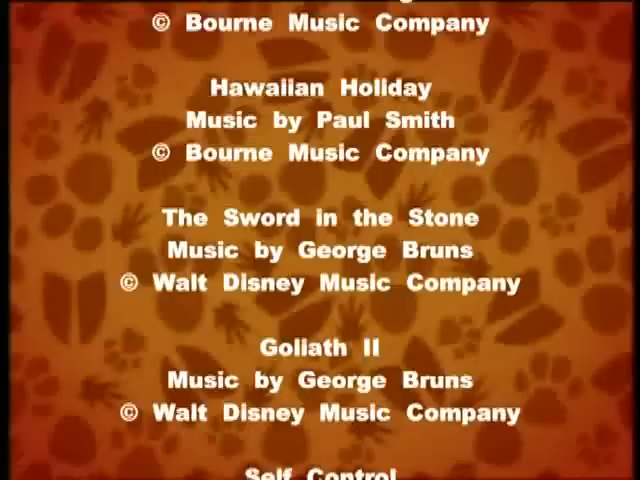 © Bourne Music Company
Hawaiian Holiday
Music by Paul Smith
© Bourne Music Company
The Sword in the Stone
Music by George Bruns
© Walt Disney Music Company
Goliath II
Music by George Bruns
© Walt Disney Music Company
Self Control